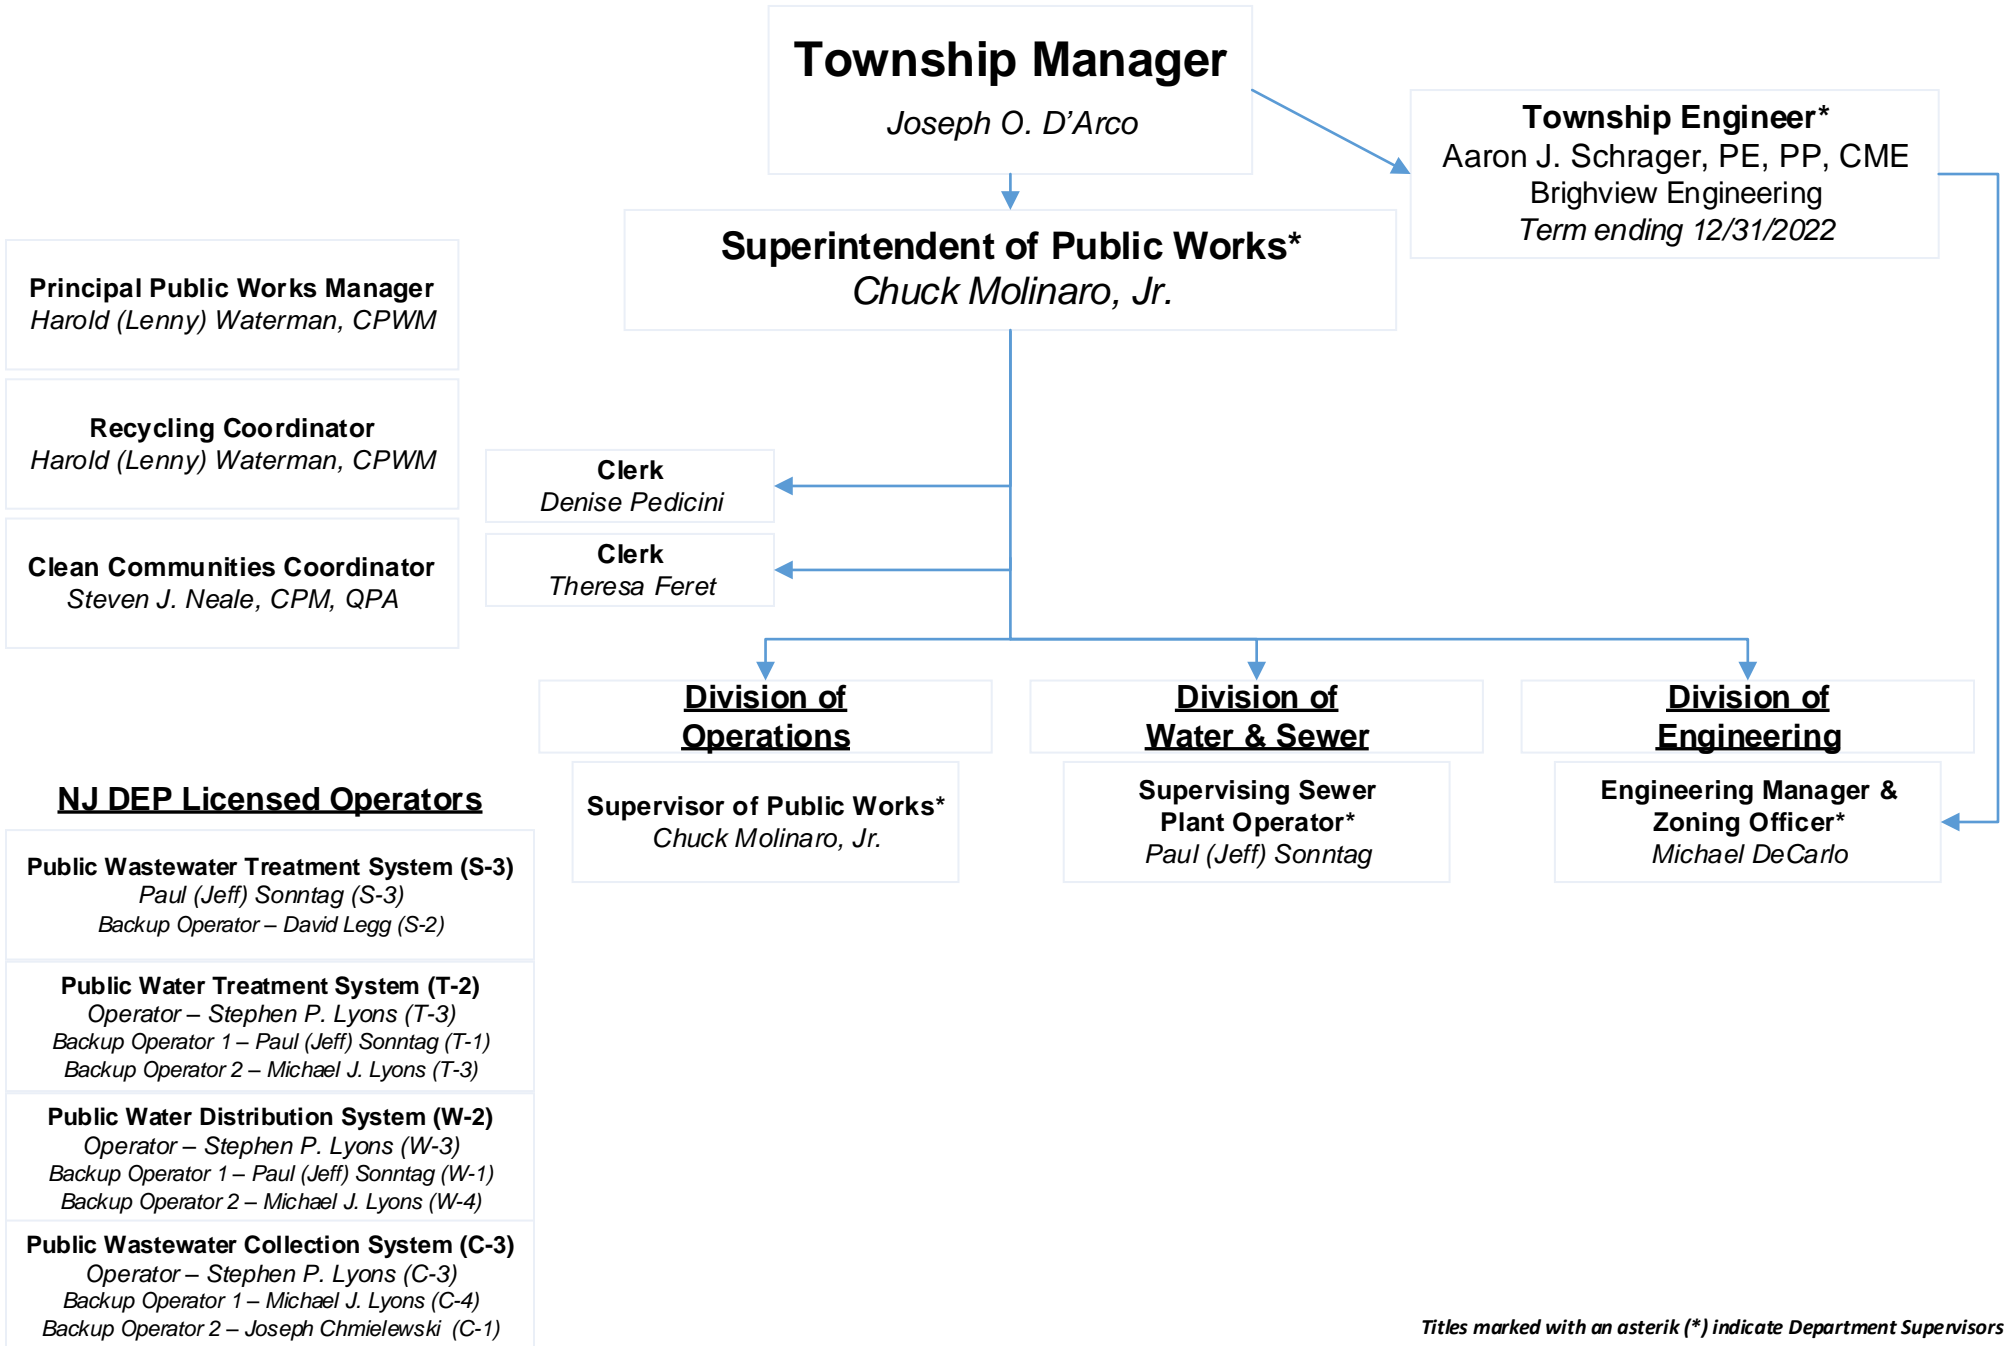 Township Manager
Joseph O. D’Arco
Township Engineer*
Aaron J. Schrager, PE, PP, CME
Brighview Engineering
Term ending 12/31/2022
Superintendent of Public Works*
Chuck Molinaro, Jr.
Principal Public Works Manager
Harold (Lenny) Waterman, CPWM
Recycling Coordinator
Harold (Lenny) Waterman, CPWM
Clean Communities Coordinator
Steven J. Neale, CPM, QPA
Clerk
Denise Pedicini
Clerk
Theresa Feret
Division of
Operations
Supervisor of Public Works*
Chuck Molinaro, Jr.
Division of
Water & Sewer
Supervising Sewer
Plant Operator*
Paul (Jeff) Sonntag
Division of
Engineering
Engineering Manager &
Zoning Officer*
Michael DeCarlo
NJ DEP Licensed Operators
Public Wastewater Treatment System (S-3)
Paul (Jeff) Sonntag (S-3)
Backup Operator – David Legg (S-2)
Public Water Treatment System (T-2)
Operator – Stephen P. Lyons (T-3)
Backup Operator 1 – Paul (Jeff) Sonntag (T-1)
Backup Operator 2 – Michael J. Lyons (T-3)
Public Water Distribution System (W-2)
Operator – Stephen P. Lyons (W-3)
Backup Operator 1 – Paul (Jeff) Sonntag (W-1)
Backup Operator 2 – Michael J. Lyons (W-4)
Public Wastewater Collection System (C-3)
Operator – Stephen P. Lyons (C-3)
Backup Operator 1 – Michael J. Lyons (C-4)
Backup Operator 2 – Joseph Chmielewski (C-1)
Titles marked with an asterik (*) indicate Department Supervisors